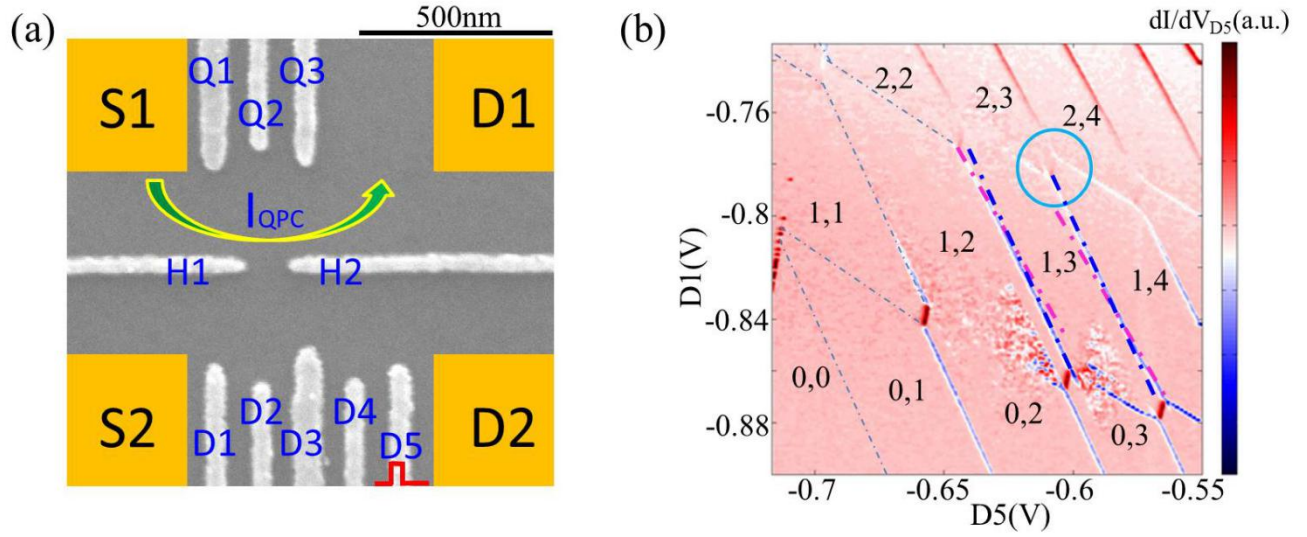 (a)
500nm
Q1 Q2 Q3
S1 D1
IQPC
H1 H2
S2 D2
D1 D2 D3 D4 D5
(b)
dI/dVD5(a.u.)
2,2 2,3 2,4
1,1 1,2 1,3 1,4
0,0 0,1 0,2 0,3
-0.76
-0.8
-0.84
-0.88
D1(V)
-0.7 -0.65 -0.6 -0.55
D5(V)